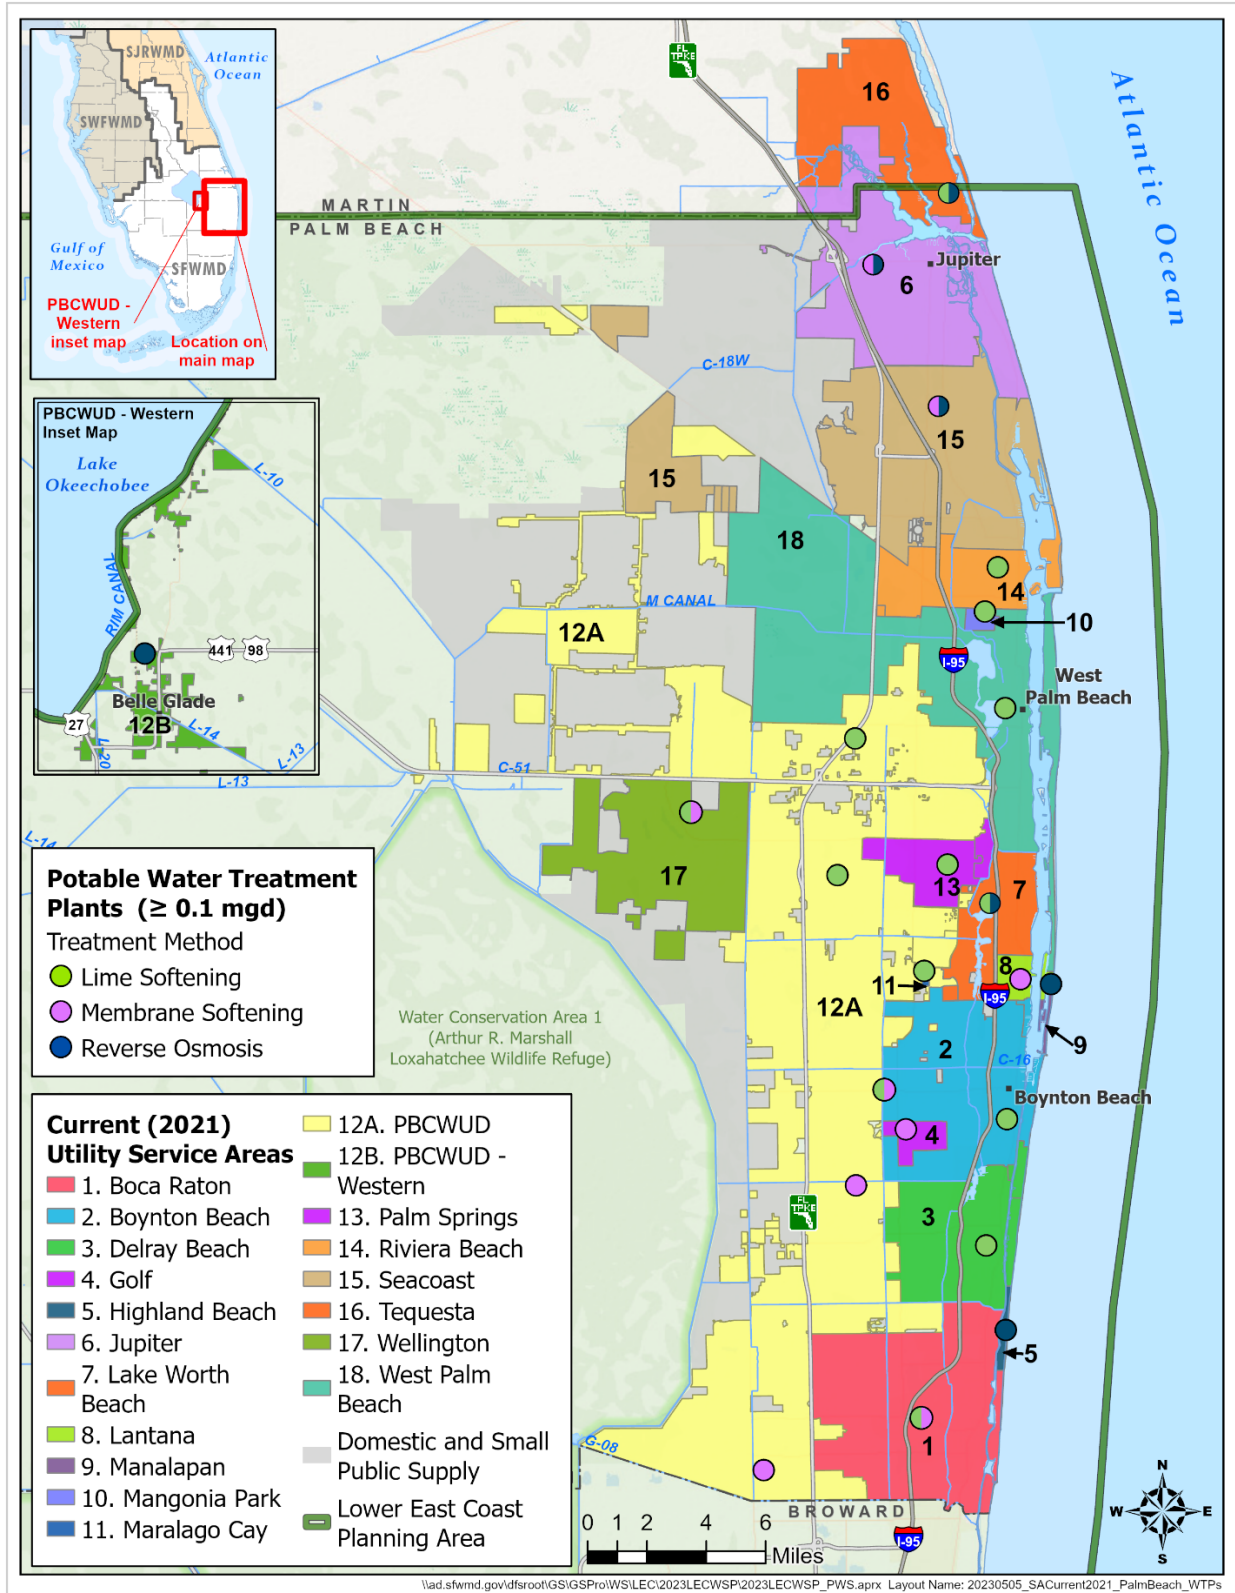 SJRWMD
Atlantic
Ocean
SWFWMD
Gulf of
Mexico
SFWMD
PBCWUD -
Western
inset map
Location on
main map
PBCWUD - Western
Inset Map
Lake
Okeechobee
L-10
RIM CANAL
441
98
Belle Glade
12B
27
L-14
L-20
L-13
L-13
L-14
FL
TPKE
16
Atlantic Ocean
MARTIN
PALM BEACH
Jupiter
6
C-18W
15
15
18
14
M CANAL
10
12A
I-95
West
Palm Beach
C-51
17
13
7
8
11
I-95
12A
Water Conservation Area 1
(Arthur R. Marshall
Loxahatchee Wildlife Refuge)
2
9
C-16
Boynton Beach
4
FL
TPKE
3
5
1
G-08
BROWARD
I-95
Potable Water Treatment
Plants (≥ 0.1 mgd)
Treatment Method
Lime Softening
Membrane Softening
Reverse Osmosis
Current (2021)
Utility Service Areas
1. Boca Raton
2. Boynton Beach
3. Delray Beach
4. Golf
5. Highland Beach
6. Jupiter
7. Lake Worth
Beach
8. Lantana
9. Manalapan
10. Mangonia Park
11. Maralago Cay
12A. PBCWUD
12B. PBCWUD -
Western
13. Palm Springs
14. Riviera Beach
15. Seacoast
16. Tequesta
17. Wellington
18. West Palm
Beach
Domestic and Small
Public Supply
Lower East Coast
Planning Area
0 1 2 4 6
Miles
N
W E
S
\\ad.sfwmd.gov\dfsroot\GS\GSPro\WS\LEC\2023LECWSP\2023LECWSP_PWS.aprx Layout Name: 20230505_SACurrent2021_PalmBeach_WTPs